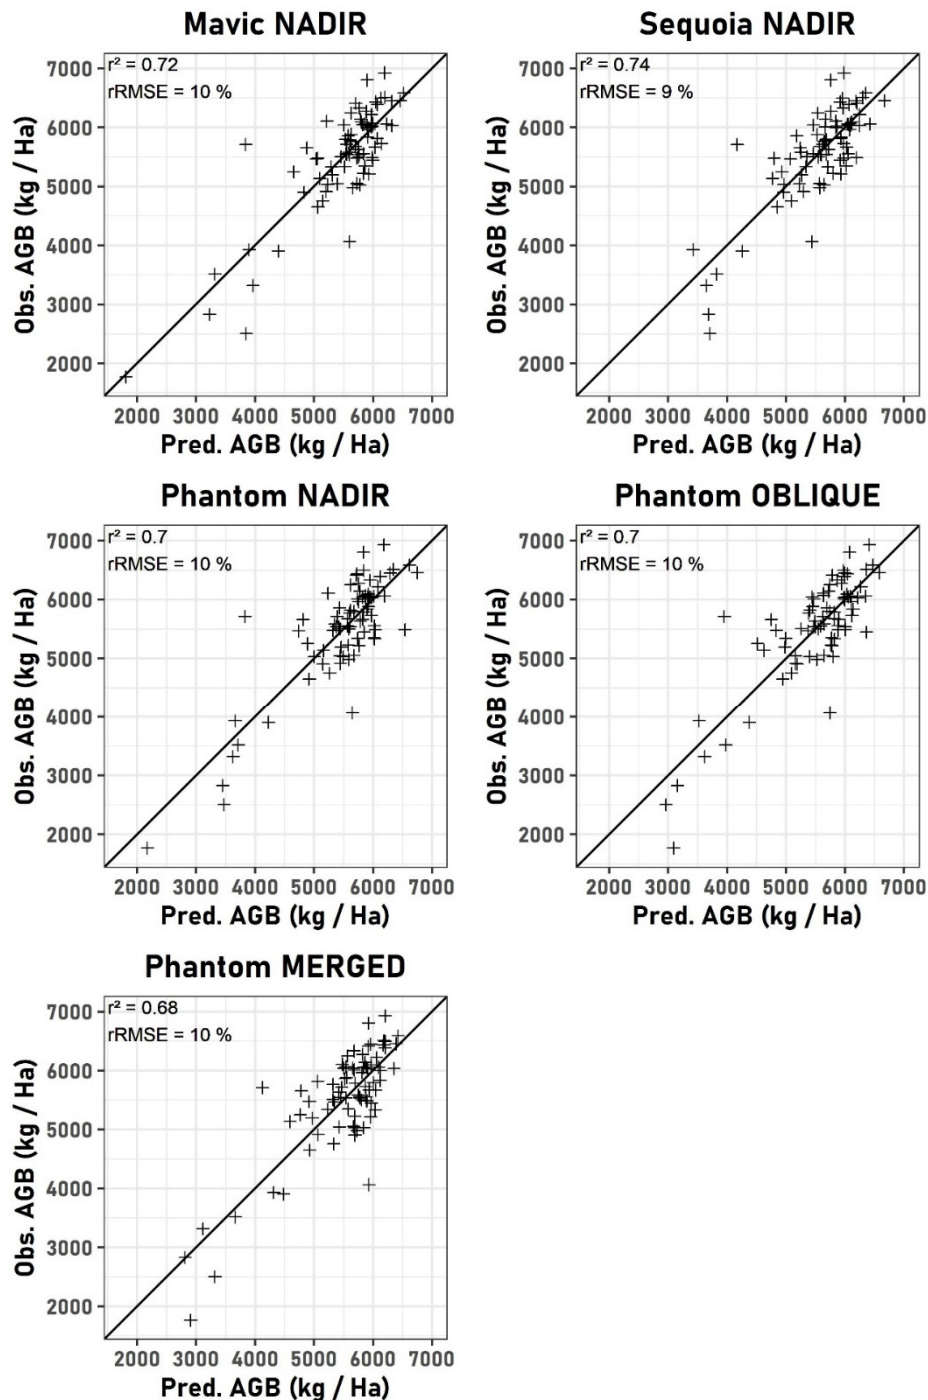 Mavic NADIR
r² = 0.72
rRMSE = 10 %
7000
6000
5000
4000
3000
2000
Obs. AGB (kg / Ha)
2000 3000 4000 5000 6000 7000
Pred. AGB (kg / Ha)
Sequoia NADIR
r² = 0.74
rRMSE = 9 %
7000
6000
5000
4000
3000
2000
Obs. AGB (kg / Ha)
2000 3000 4000 5000 6000 7000
Pred. AGB (kg / Ha)
Phantom NADIR
r² = 0.7
rRMSE = 10 %
7000
6000
5000
4000
3000
2000
Obs. AGB (kg / Ha)
2000 3000 4000 5000 6000 7000
Pred. AGB (kg / Ha)
Phantom OBLIQUE
r² = 0.7
rRMSE = 10 %
7000
6000
5000
4000
3000
2000
Obs. AGB (kg / Ha)
2000 3000 4000 5000 6000 7000
Pred. AGB (kg / Ha)
Phantom MERGED
r² = 0.68
rRMSE = 10 %
7000
6000
5000
4000
3000
2000
Obs. AGB (kg / Ha)
2000 3000 4000 5000 6000 7000
Pred. AGB (kg / Ha)